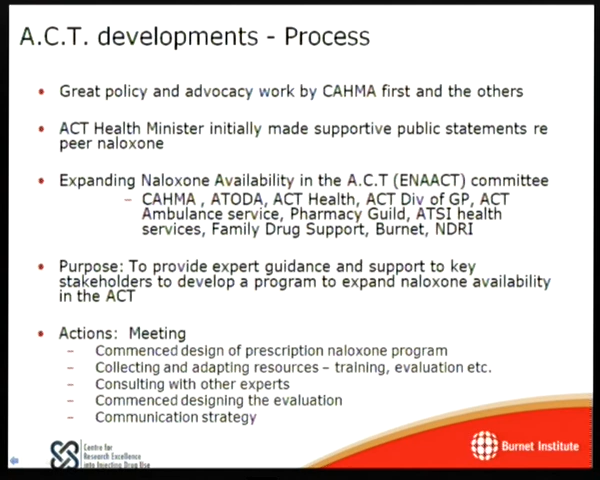 A.C.T. developments - Process
• Great policy and advocacy work by CAHMA first and the others
• ACT Health Minister initially made supportive public statements re
peer naloxone
• Expanding Naloxone Availability in the A.C.T (ENAACT) committee
– CAHMA , ATODA, ACT Health, ACT Div of GP, ACT
Ambulance service, Pharmacy Guild, ATSI health
services, Family Drug Support, Burnet, NDRI
• Purpose: To provide expert guidance and support to key
stakeholders to develop a program to expand naloxone availability
in the ACT
• Actions: Meeting
– Commenced design of prescription naloxone program
– Collecting and adapting resources – training, evaluation etc.
– Consulting with other experts
– Commenced designing the evaluation
– Communication strategy
Centre for
Research Excellence
into Injecting Drug Use
Burnet Institute